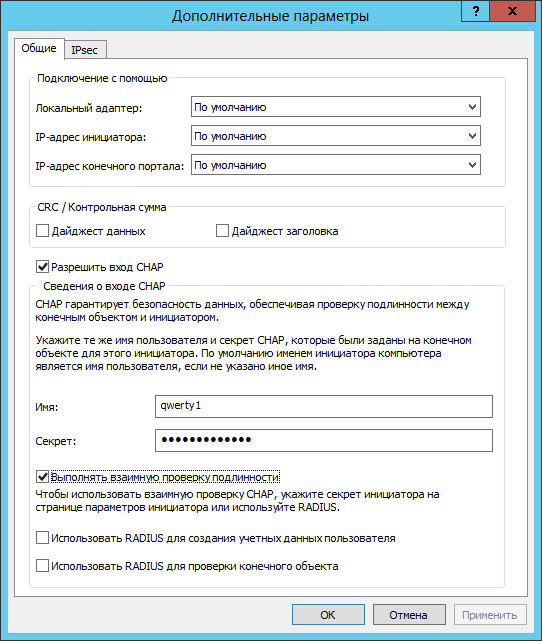 Дополнительные параметры
? x
Общие IPsec
Подключение с помощью
Локальный адаптер: По умолчанию
IP-адрес инициатора: По умолчанию
IP-адрес конечного портала: По умолчанию
CRC / Контрольная сумма
Дайджест данных Дайджест заголовка
Разрешить вход CHAP
Сведения о входе CHAP
CHAP гарантирует безопасность данных, обеспечивая проверку подлинности между
конечным объектом и инициатором.
Укажите те же имя пользователя и секрет CHAP, которые были заданы на конечном
объекте для этого инициатора. По умолчанию именем инициатора компьютера
является имя пользователя, если не указано иное имя.
Имя: qwerty1
Секрет: •••••••••••••
Выполнять взаимную проверку подлинности
Чтобы использовать взаимную проверку CHAP, укажите секрет инициатора на
странице параметров инициатора или используйте RADIUS.
Использовать RADIUS для создания учетных данных пользователя
Использовать RADIUS для проверки конечного объекта
ОК Отмена Применить